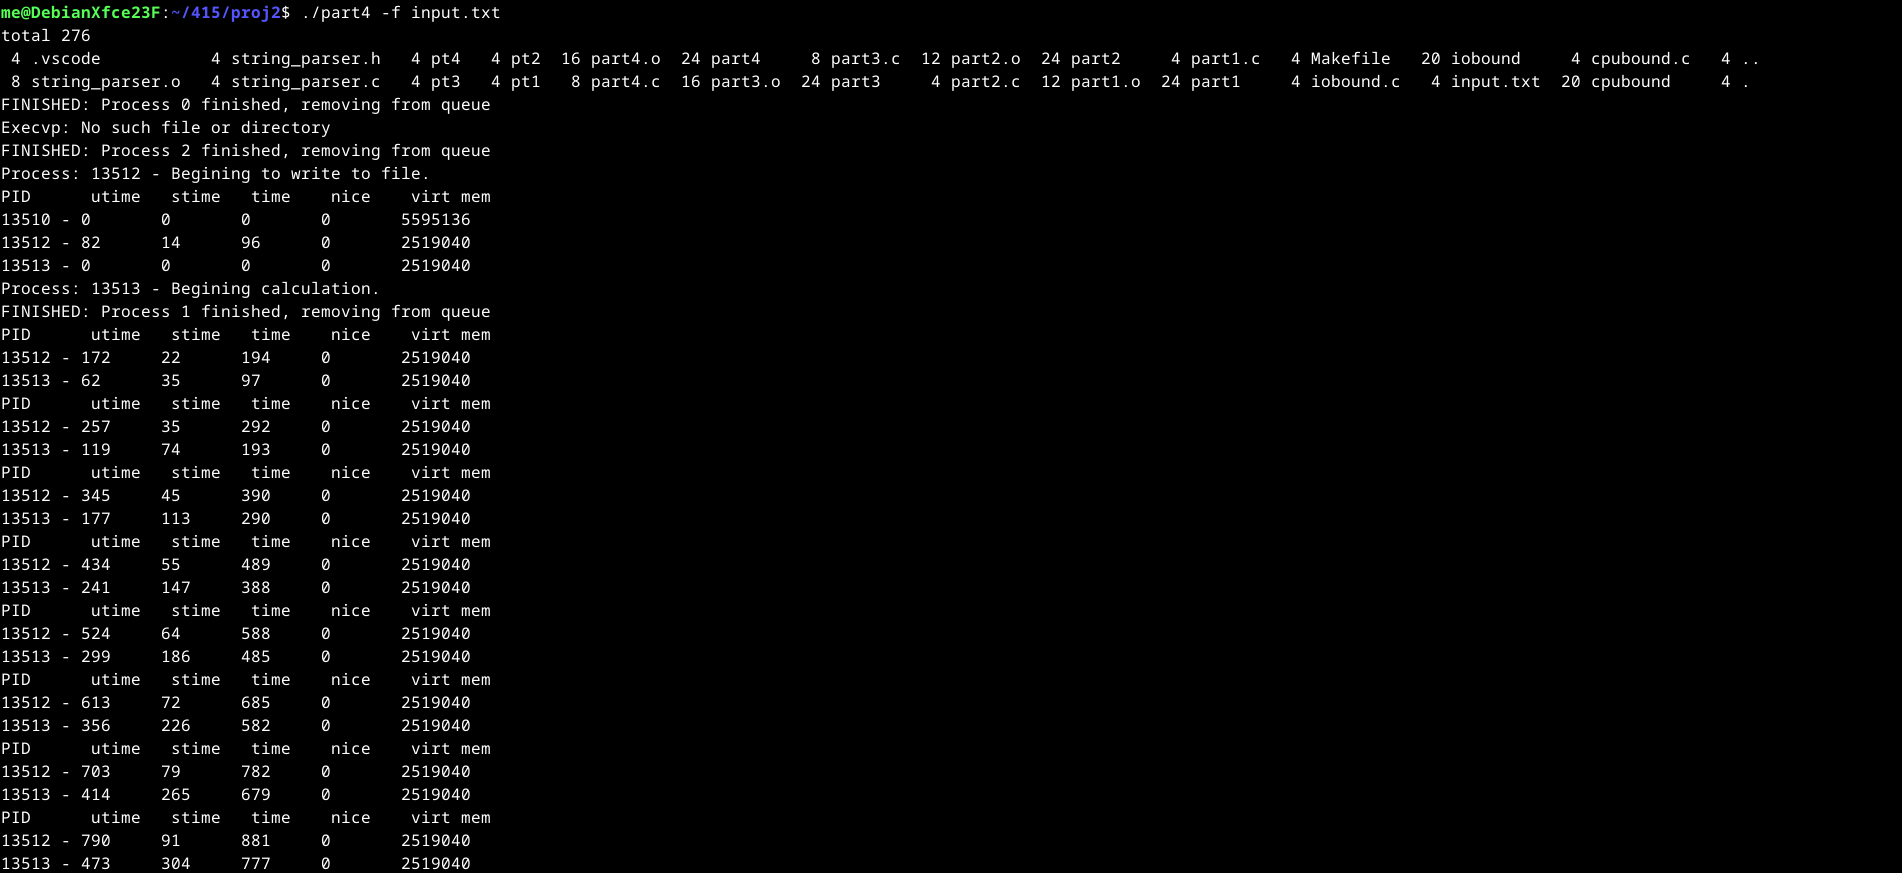 me@DebianXfce23F:~/415/proj2$ ./part4 -f input.txt
total 276
 4 .vscode           4 string_parser.h   4 pt4   4 pt2  16 part4.o  24 part4     8 part3.c  12 part2.o  24 part2     4 part1.c   4 Makefile   20 iobound     4 cpubound.c   4 ..
 8 string_parser.o   4 string_parser.c   4 pt3   4 pt1   8 part4.c  16 part3.o  24 part3     4 part2.c  12 part1.o  24 part1     4 iobound.c   4 input.txt  20 cpubound     4 .
FINISHED: Process 0 finished, removing from queue
Execvp: No such file or directory
FINISHED: Process 2 finished, removing from queue
Process: 13512 - Begining to write to file.
PID      utime   stime   time    nice    virt mem
13510 - 0       0       0       0       5595136
13512 - 82      14      96      0       2519040
13513 - 0       0       0       0       2519040
Process: 13513 - Begining calculation.
FINISHED: Process 1 finished, removing from queue
PID      utime   stime   time    nice    virt mem
13512 - 172     22      194     0       2519040
13513 - 62      35      97      0       2519040
PID      utime   stime   time    nice    virt mem
13512 - 257     35      292     0       2519040
13513 - 119     74      193     0       2519040
PID      utime   stime   time    nice    virt mem
13512 - 345     45      390     0       2519040
13513 - 177     113     290     0       2519040
PID      utime   stime   time    nice    virt mem
13512 - 434     55      489     0       2519040
13513 - 241     147     388     0       2519040
PID      utime   stime   time    nice    virt mem
13512 - 524     64      588     0       2519040
13513 - 299     186     485     0       2519040
PID      utime   stime   time    nice    virt mem
13512 - 613     72      685     0       2519040
13513 - 356     226     582     0       2519040
PID      utime   stime   time    nice    virt mem
13512 - 703     79      782     0       2519040
13513 - 414     265     679     0       2519040
PID      utime   stime   time    nice    virt mem
13512 - 790     91      881     0       2519040
13513 - 473     304     777     0       2519040